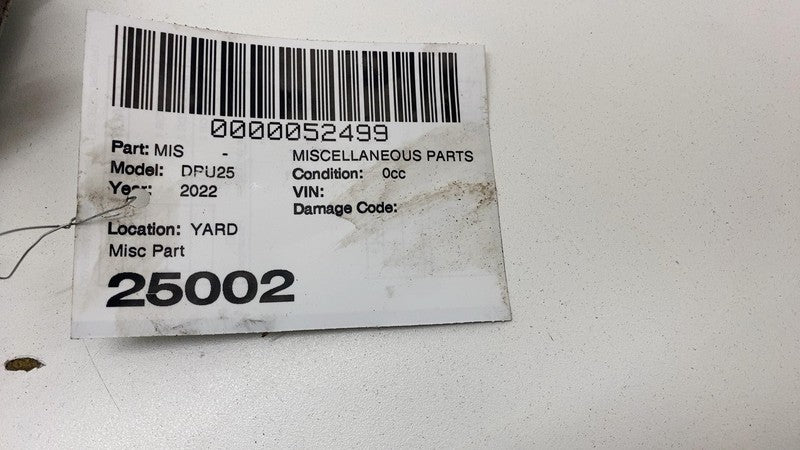 0000052499
Part: MIS - MISCELLANEOUS PARTS
Model: DPU25 Condition: 0cc
Year: 2022 VIN:
Damage Code:
Location: YARD
Misc Part
25002